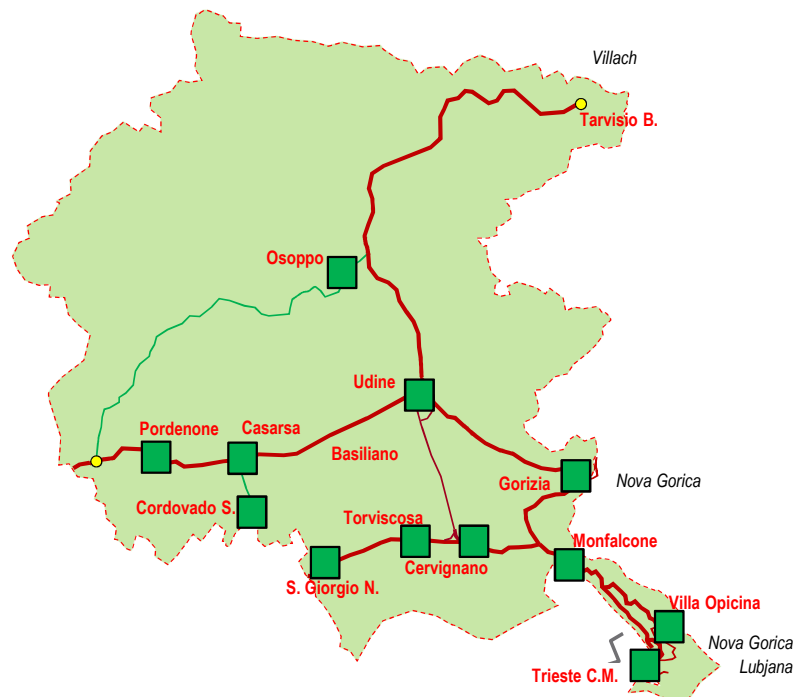 Villach
Tarvisio B.
Osoppo
Udine
Pordenone
Casarsa
Basiliano
Gorizia
Nova Gorica
Cordovado S.
Torviscosa
Monfalcone
Cervignano
S. Giorgio N.
Villa Opicina
Nova Gorica
Lubjana
Trieste C.M.